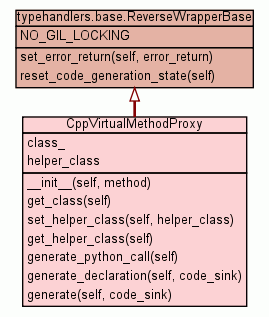 typehandlers.base.ReverseWrapperBase
NO_GIL_LOCKING
set_error_return(self, error_return)
reset_code_generation_state(self)
CppVirtualMethodProxy
class_
helper_class
__init__(self, method)
get_class(self)
set_helper_class(self, helper_class)
get_helper_class(self)
generate_python_call(self)
generate_declaration(self, code_sink)
generate(self, code_sink)